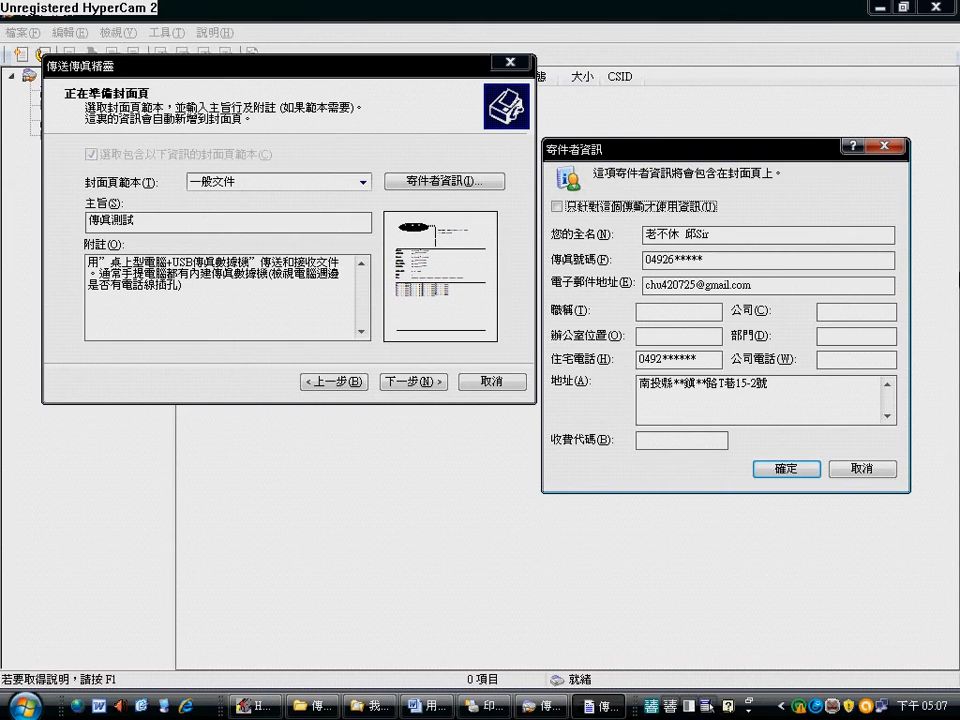 Unregistered HyperCam 2
檔案(F) 編輯(E) 檢視(V) 工具(T) 說明(H)
大小 CSID
傳送傳真精靈
正在準備封面頁
選取封面頁範本，並輸入主旨行及附註 (如果範本需要)。
這裏的資訊會自動新增到封面頁。
選取包含以下資訊的封面頁範本(C)
封面頁範本(T):
一般文件
寄件者資訊(I)...
主旨(S):
傳真測試
附註(O):
用”桌上型電腦+USB傳真數據機”傳送和接收文件
。通常手提電腦都有內建傳真數據機(檢視電腦週邊
是否有電話線插孔)
<上一步(B)
下一步(N) >
取消
寄件者資訊
這項寄件者資訊將會包含在封面頁上。
只針對這個傳輸才使用資訊(U)
您的全名(N):
老不休 邱Sir
傳真號碼(F):
04926*****
電子郵件地址(E):
chu420725@gmail.com
職稱(T):
公司(C):
辦公室位置(O):
部門(D):
住宅電話(H):
0492******
公司電話(W):
地址(A):
南投縣**鎮**路T巷15-2號
收費代碼(B):
確定
取消
若要取得說明，請按 F1
0 項目
就緒
H...
傳...
我...
用...
印...
傳...
傳...
下午 05:07